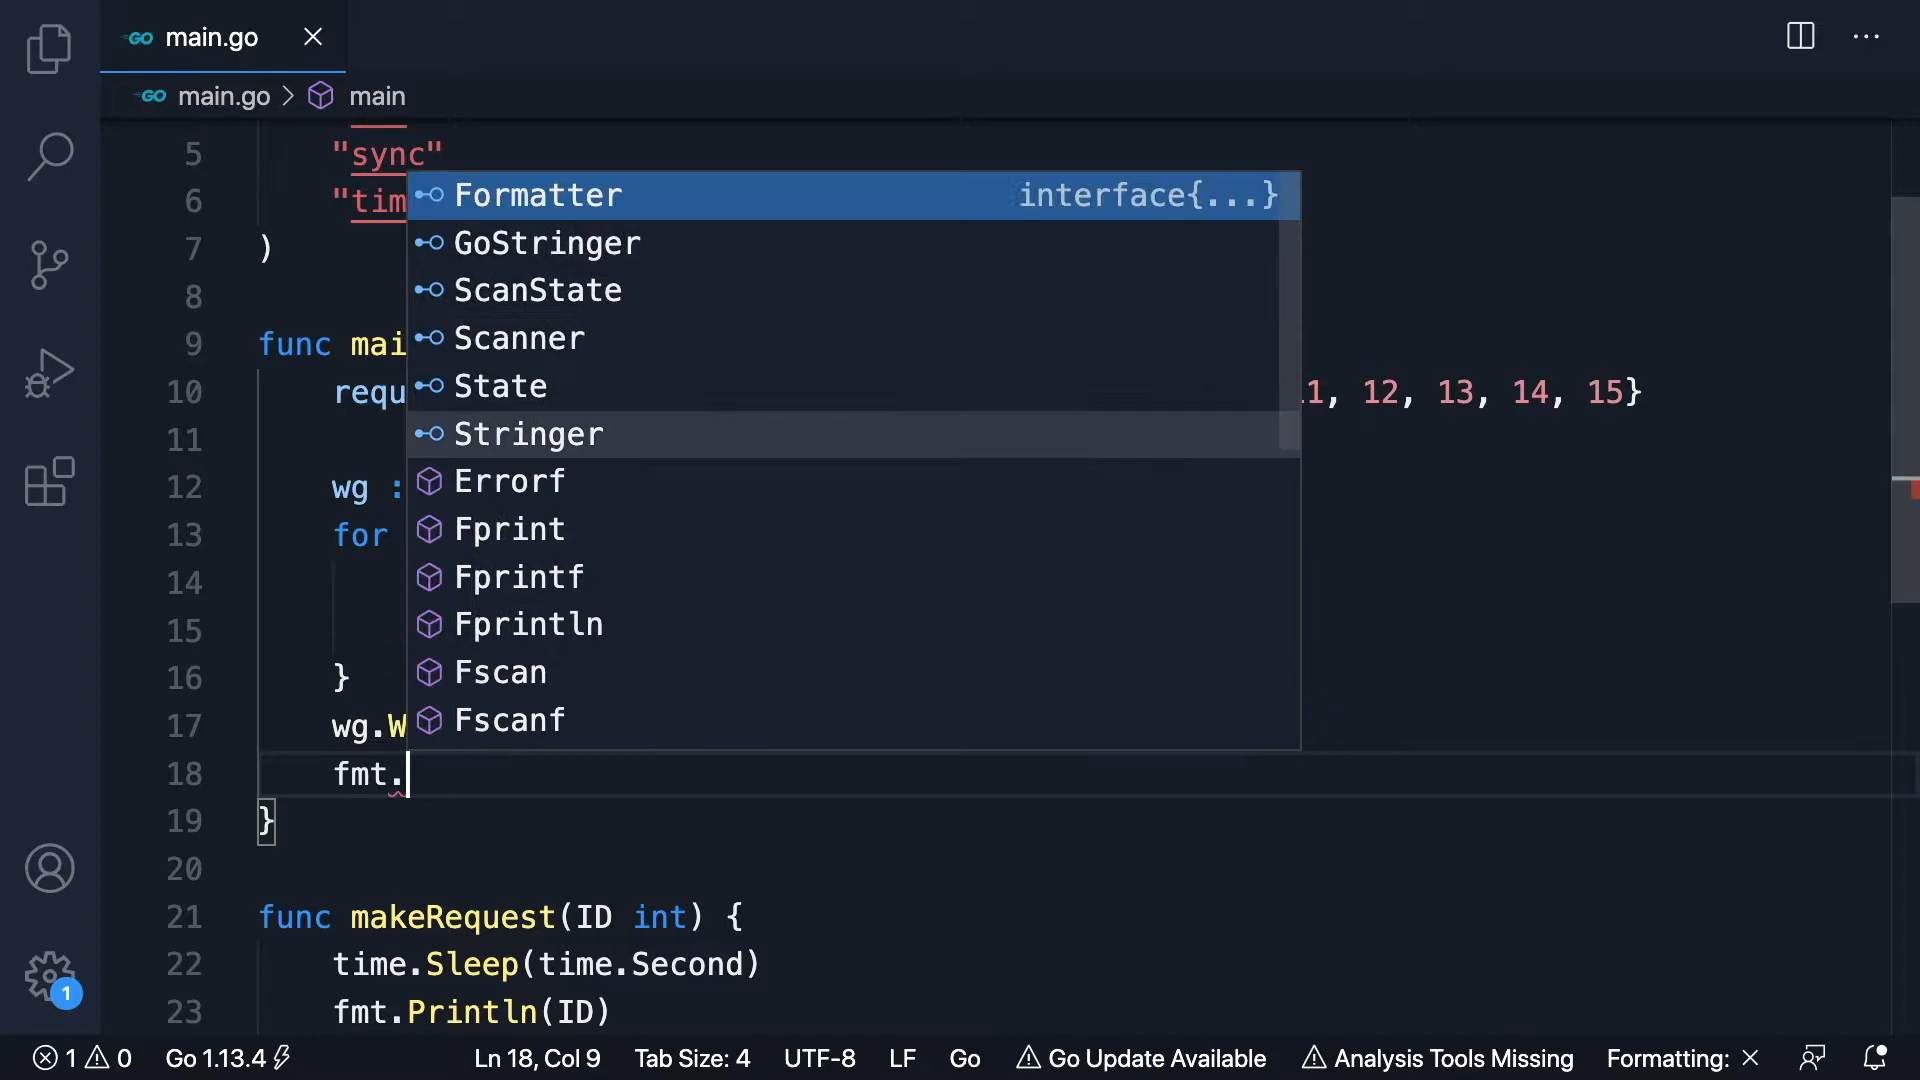 GO main.go
GO main.go > main
5 "sync"
6 "tim
7 )
8
9 func mai
10 requ 11, 12, 13, 14, 15}
11
12 wg :
13 for
14
15
16 }
17 wg.W
18 fmt.
19 }
20
21 func makeRequest(ID int) {
22 time.Sleep(time.Second)
23 fmt.Println(ID)
Formatter interface{...}
GoStringer
ScanState
Scanner
State
Stringer
Errorf
Fprint
Fprintf
Fprintln
Fscan
Fscanf
1
1 0 Go 1.13.4 Ln 18, Col 9 Tab Size: 4 UTF-8 LF Go Go Update Available Analysis Tools Missing Formatting: ×